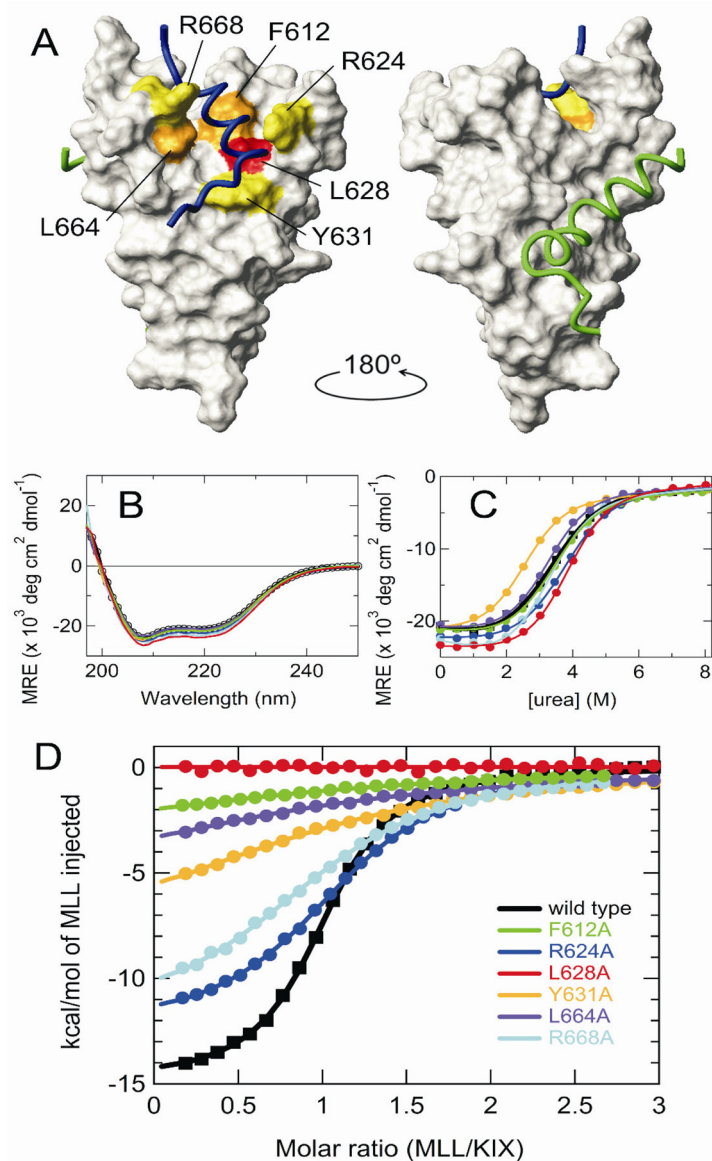 A
R668
F612
R624
L664
L628
Y631
180º
B
MRE (x 10³ deg cm² dmol⁻¹)
20
0
-20
200
220
240
Wavelength (nm)
C
MRE (x 10³ deg cm² dmol⁻¹)
0
-10
-20
0
2
4
6
8
[urea] (M)
D
kcal/mol of MLL injected
0
-5
-10
-15
wild type
F612A
R624A
L628A
Y631A
L664A
R668A
0
0.5
1
1.5
2
2.5
3
Molar ratio (MLL/KIX)